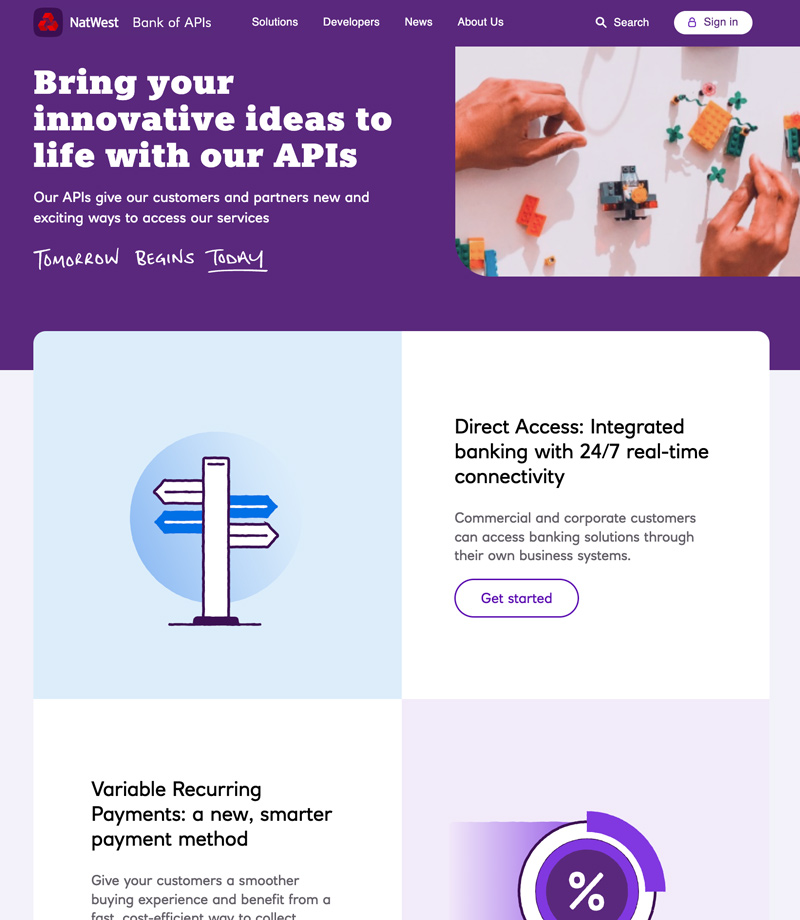 NatWest Bank of APIs Solutions Developers News About Us Search Sign in
Bring your
innovative ideas to
life with our APIs
Our APIs give our customers and partners new and
exciting ways to access our services
TOMORROW BEGINS TODAY
Direct Access: Integrated
banking with 24/7 real-time
connectivity
Commercial and corporate customers
can access banking solutions through
their own business systems.
Get started
Variable Recurring
Payments: a new, smarter
payment method
Give your customers a smoother
buying experience and benefit from a
fast, cost-efficient way to collect
%